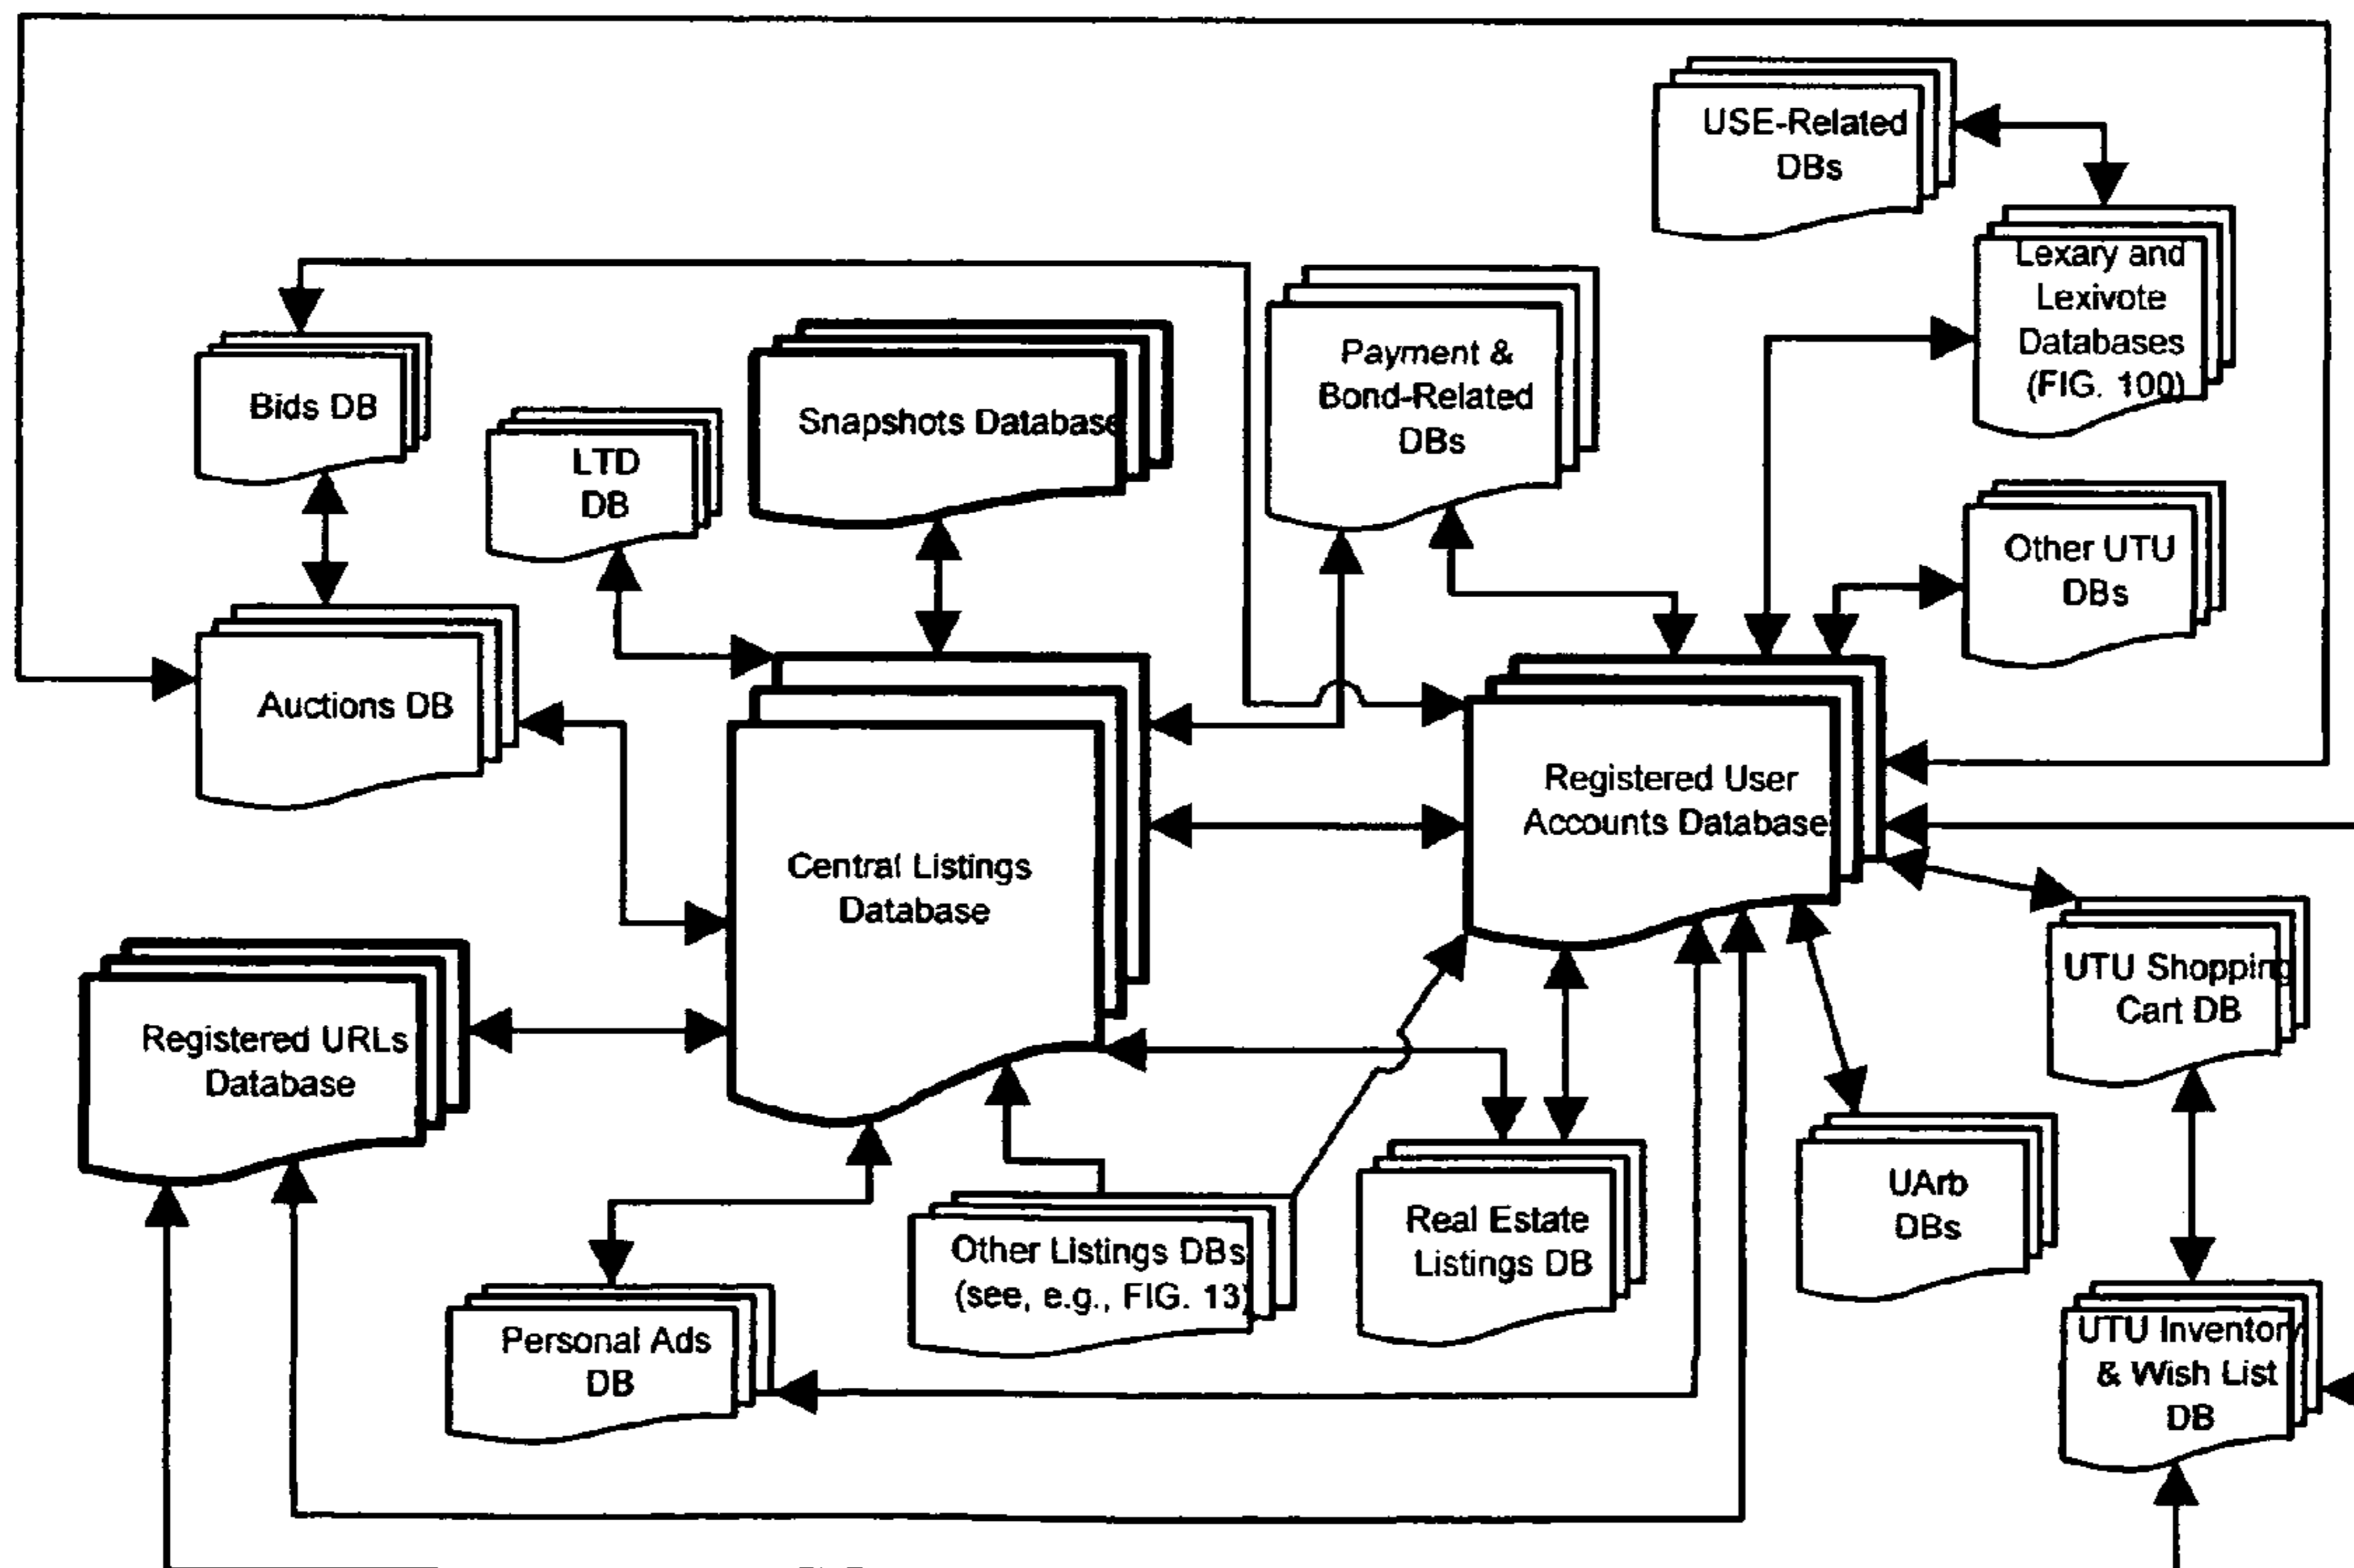 USE-Related
DBs
Lexary and
Lexivote
Databases
(FIG. 100)
Payment &
Bond-Related
DBs
Bids DB
Snapshots Database
LTD
DB
Other UTU
DBs
Auctions DB
Registered User
Accounts Database
Central Listings
Database
UTU Shopping
Cart DB
Registered URLs
Database
UArb
DBs
Real Estate
Listings DB
Other Listings DBs
(see, e.g., FIG. 13)
Personal Ads
DB
UTU Inventory
& Wish List
DB